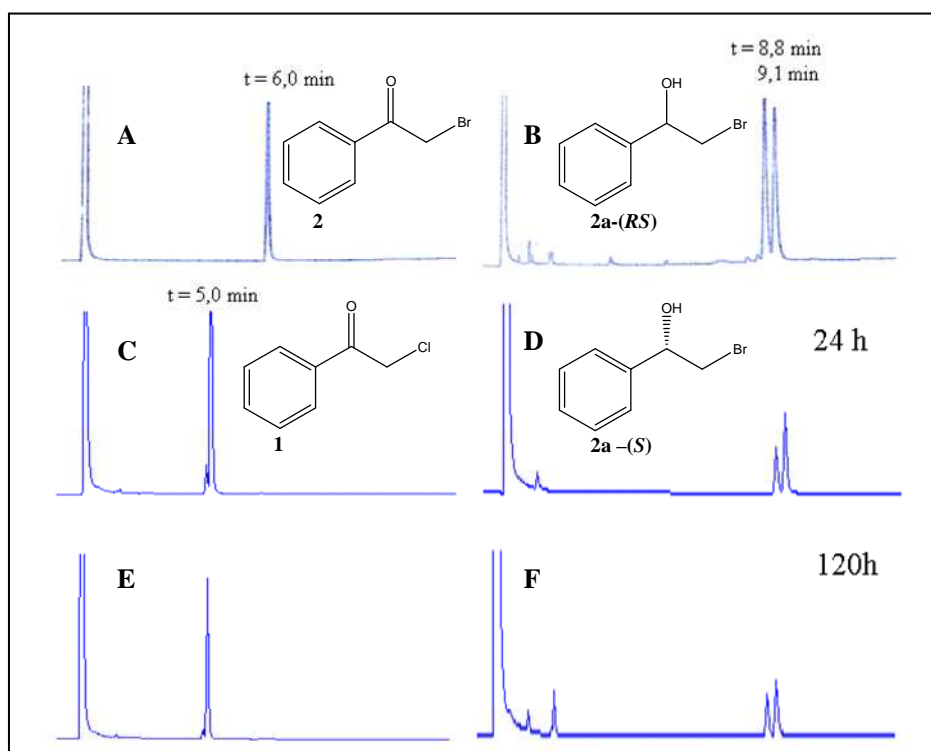 t = 6,0 min
O
Br
A
2
t = 8,8 min
9,1 min
OH
Br
B
2a-(RS)
t = 5,0 min
O
Cl
C
1
OH
Br
D
24 h
2a –(S)
E
F
120h